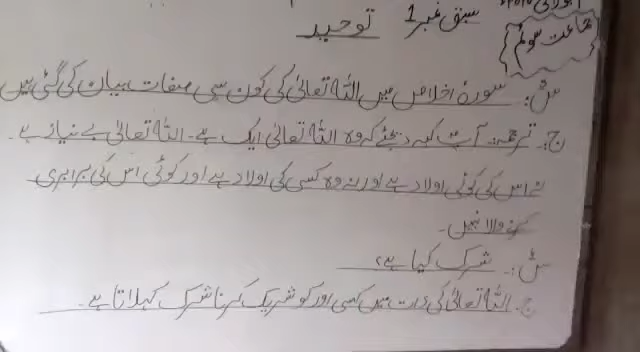 سبق نمبر 1 توحید
جماعت سوئم
س:۔ سورۃ اخلاص میں اللہ تعالیٰ کی کون سی صفات بیان کی گئی ہیں
ج:۔ ترجمہ: آپ کہہ دیجئے کہ وہ اللہ تعالیٰ ایک ہے۔ اللہ تعالیٰ بے نیاز ہے۔
نے اس کی کوئی اولاد ہے اور نہ وہ کسی کی اولاد ہے اور کوئی اس کی برابری
کرنے والا نہیں۔
س:۔ شرک کیا ہے؟
ج:۔ اللہ تعالیٰ کی ذات میں کسی اور کو شریک کرنا شرک کہلاتا ہے۔